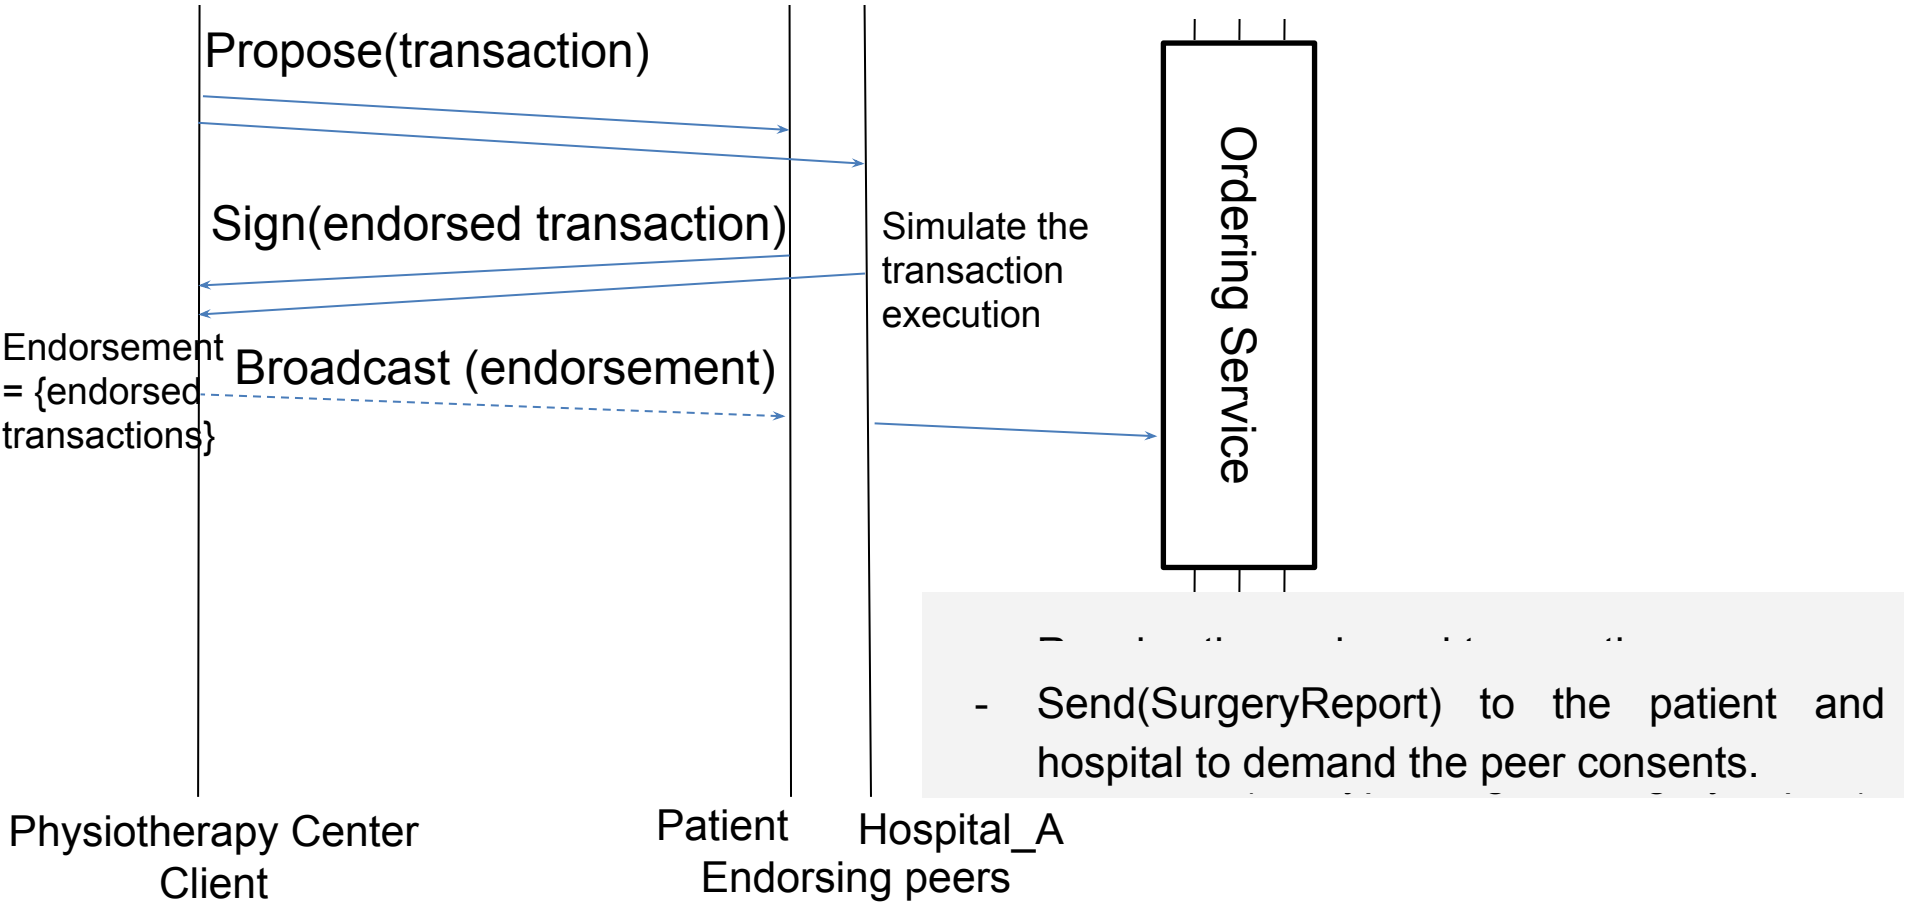 Propose(transaction)
Sign(endorsed transaction)
Simulate the
transaction
execution
Endorsement
= {endorsed
transactions}
Broadcast (endorsement)
Ordering Service
- Send(SurgeryReport) to the patient and
hospital to demand the peer consents.
Physiotherapy Center
Client
Patient
Hospital_A
Endorsing peers